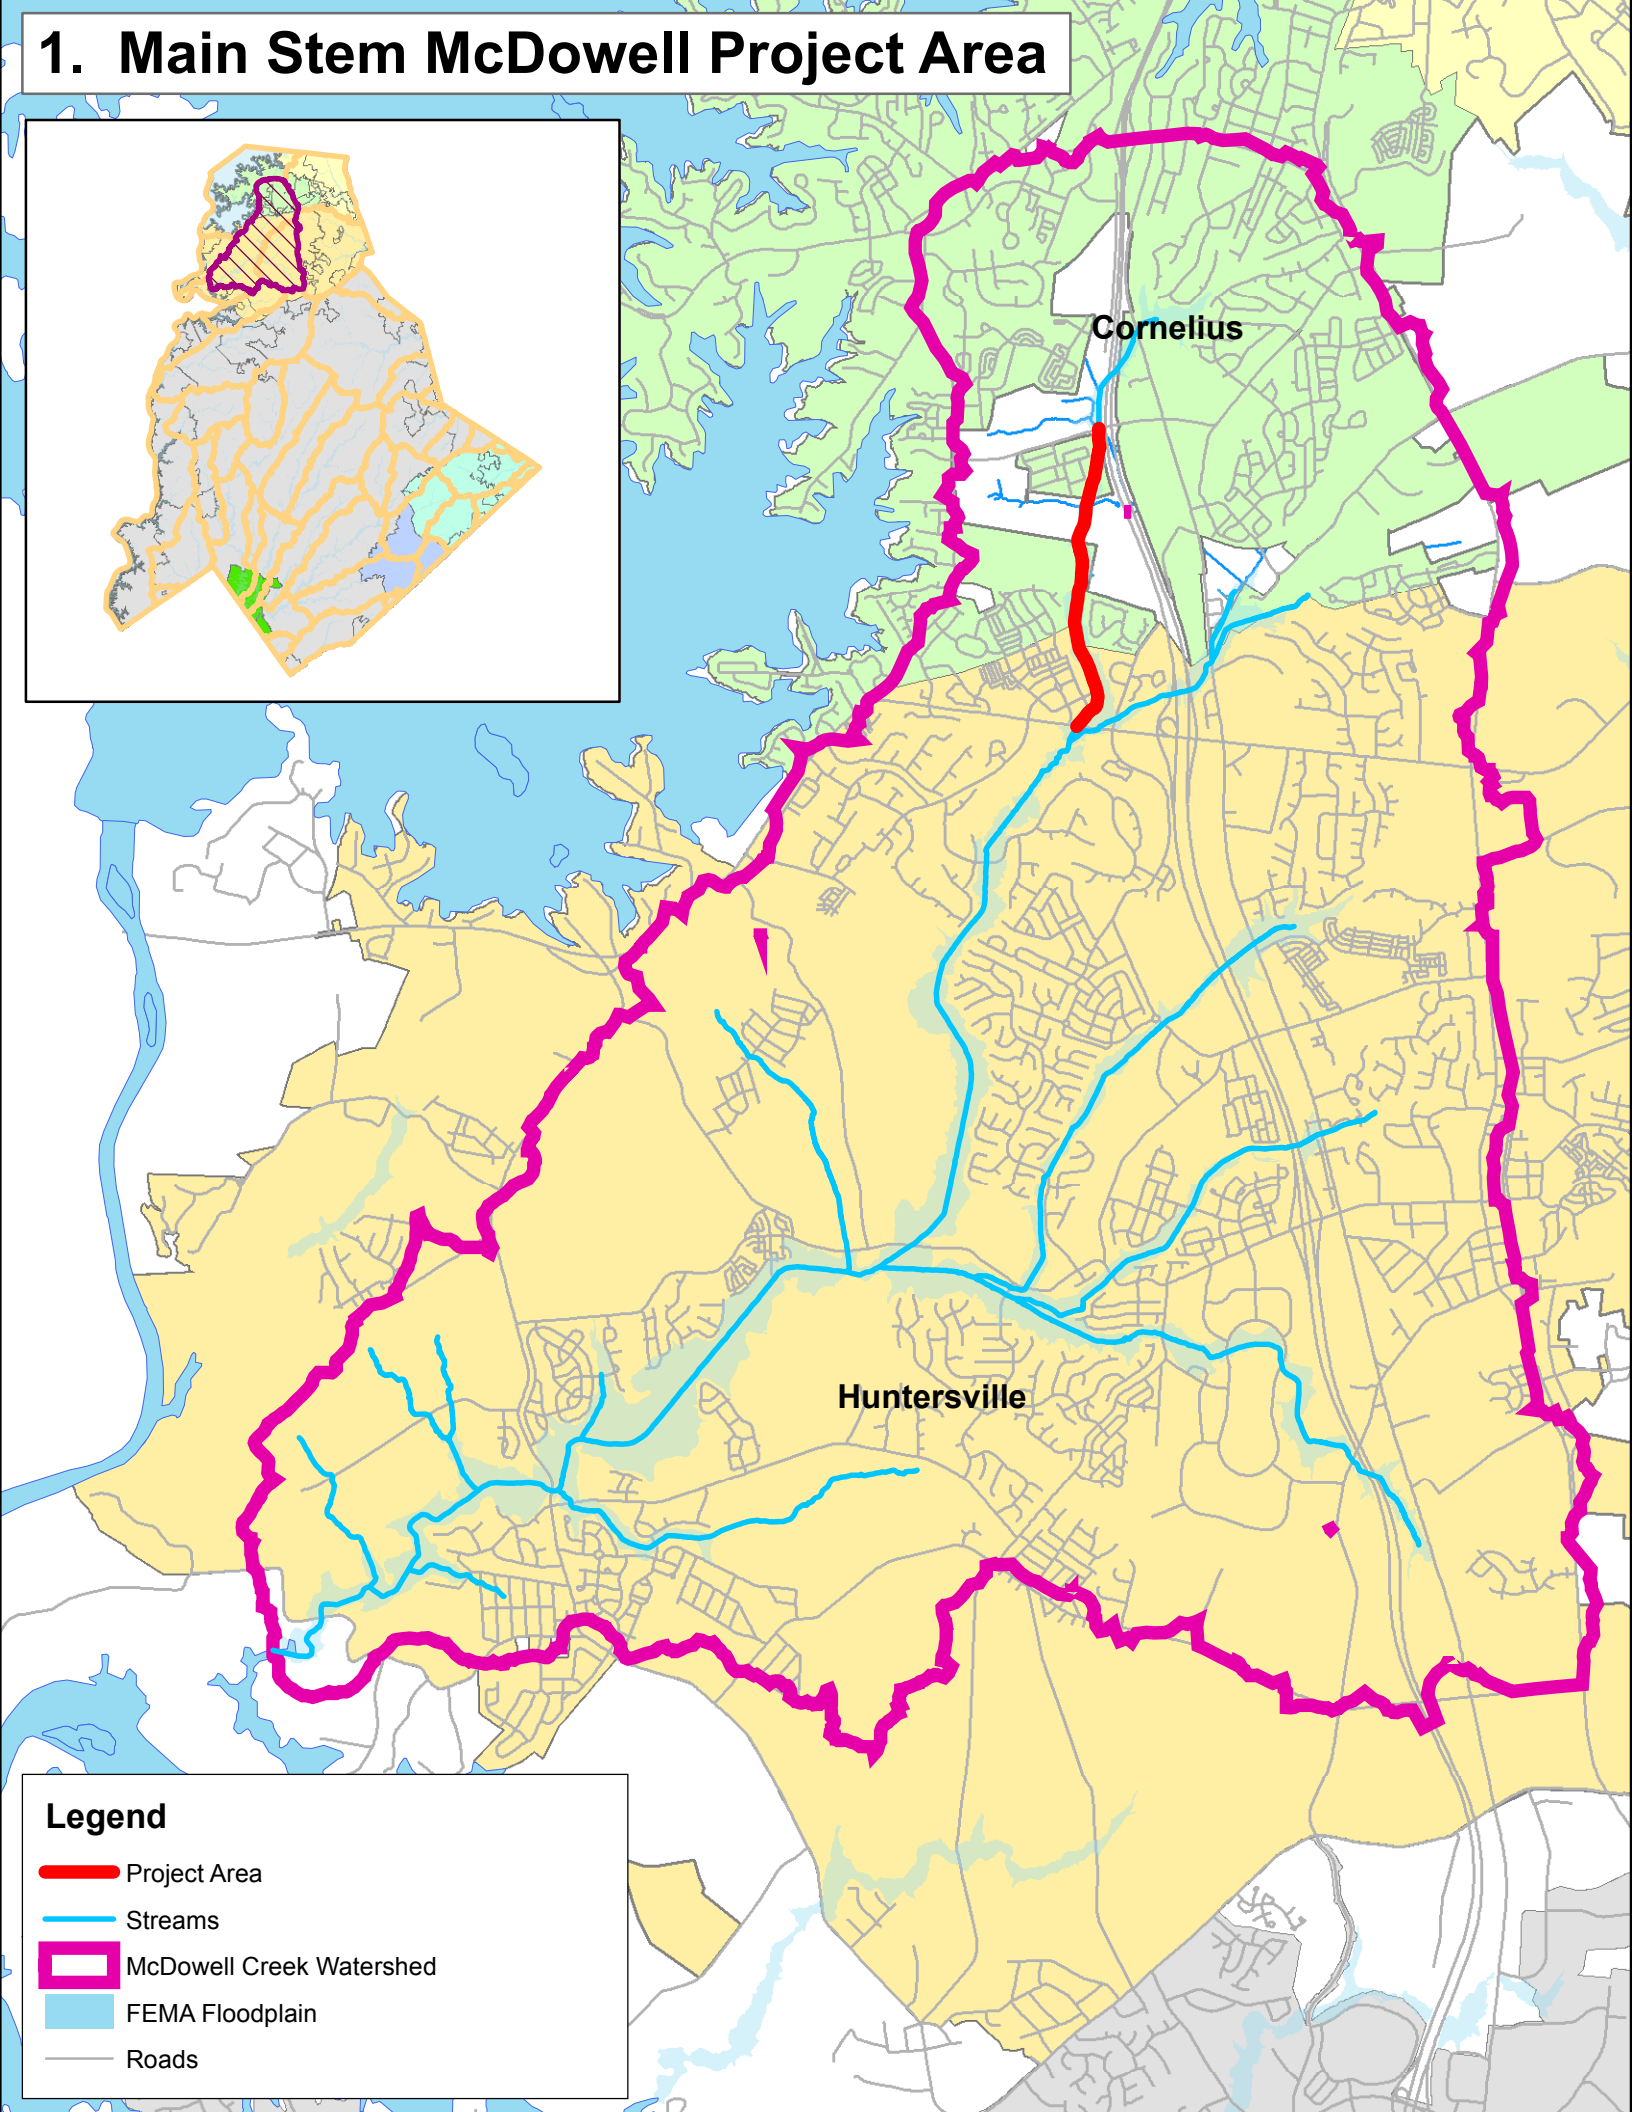 1. Main Stem McDowell Project Area
Cornelius
Huntersville
Legend
Project Area
Streams
McDowell Creek Watershed
FEMA Floodplain
Roads